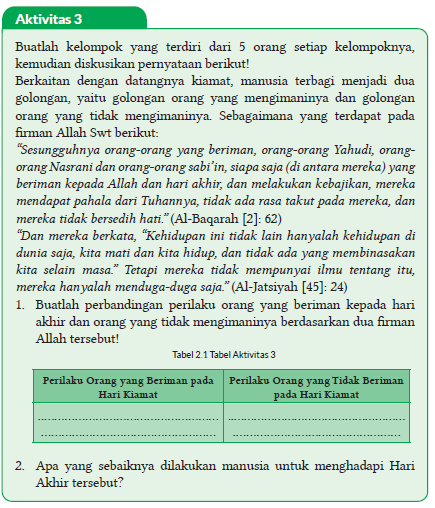 Aktivitas 3
Buatlah kelompok yang terdiri dari 5 orang setiap kelompoknya,
kemudian diskusikan pernyataan berikut!
Berkaitan dengan datangnya kiamat, manusia terbagi menjadi dua
golongan, yaitu golongan orang yang mengimaninya dan golongan
orang yang tidak mengimaninya. Sebagaimana yang terdapat pada
firman Allah Swt berikut:
“Sesungguhnya orang-orang yang beriman, orang-orang Yahudi, orang-
orang Nasrani dan orang-orang sabi’in, siapa saja (di antara mereka) yang
beriman kepada Allah dan hari akhir, dan melakukan kebajikan, mereka
mendapat pahala dari Tuhannya, tidak ada rasa takut pada mereka, dan
mereka tidak bersedih hati.” (Al-Baqarah [2]: 62)
“Dan mereka berkata, “Kehidupan ini tidak lain hanyalah kehidupan di
dunia saja, kita mati dan kita hidup, dan tidak ada yang membinasakan
kita selain masa.” Tetapi mereka tidak mempunyai ilmu tentang itu,
mereka hanyalah menduga-duga saja.” (Al-Jatsiyah [45]: 24)
1. Buatlah perbandingan perilaku orang yang beriman kepada hari
akhir dan orang yang tidak mengimaninya berdasarkan dua firman
Allah tersebut!
Tabel 2.1 Tabel Aktivitas 3
Perilaku Orang yang Beriman pada
Hari Kiamat
Perilaku Orang yang Tidak Beriman
pada Hari Kiamat
2. Apa yang sebaiknya dilakukan manusia untuk menghadapi Hari
Akhir tersebut?